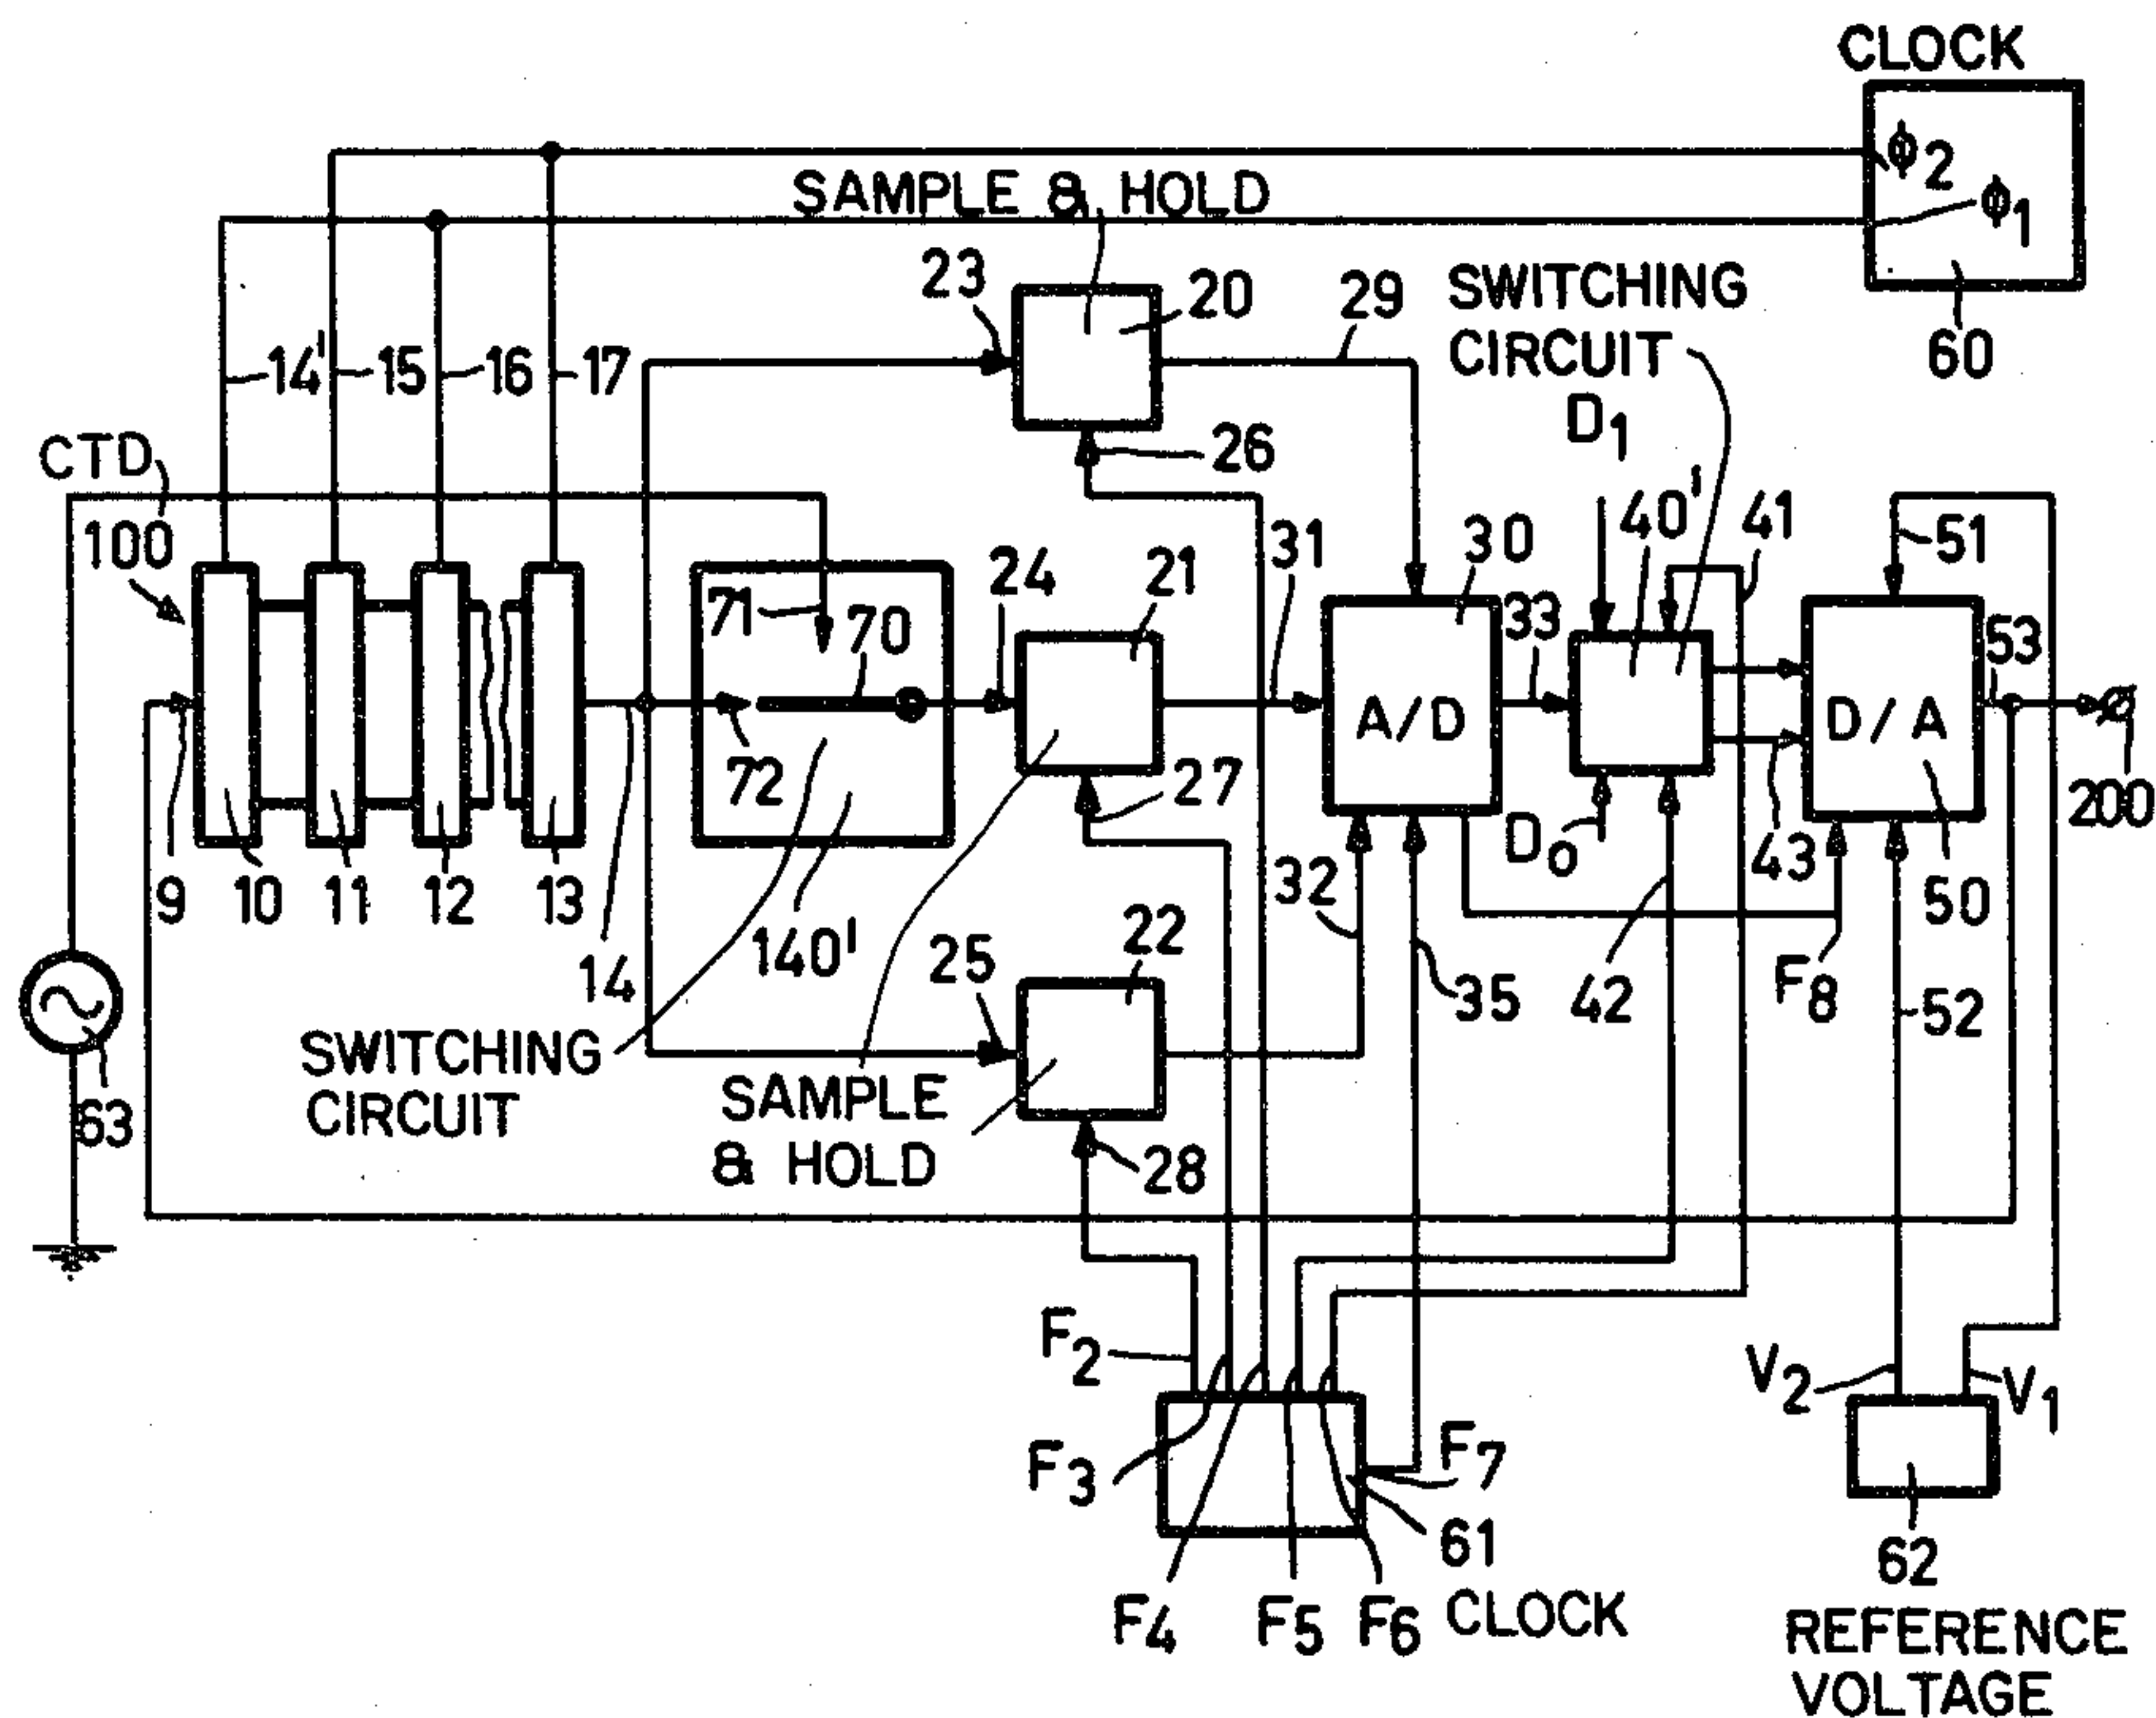 CLOCK
ϕ2
ϕ1
60
SAMPLE & HOLD
23
20
29
SWITCHING
CIRCUIT
D1
14'
15
16
17
26
CTD
100
40'
41
51
31
30
33
53
71
70
24
21
A/D
D/A
72
27
200
D0
43
9
10
11
12
13
14
140'
32
50
25
22
35
42
F8
52
SWITCHING
CIRCUIT
63
SAMPLE
& HOLD
28
F2
V2
V1
F3
F7
61
CLOCK
F4
F5
F6
62
REFERENCE
VOLTAGE